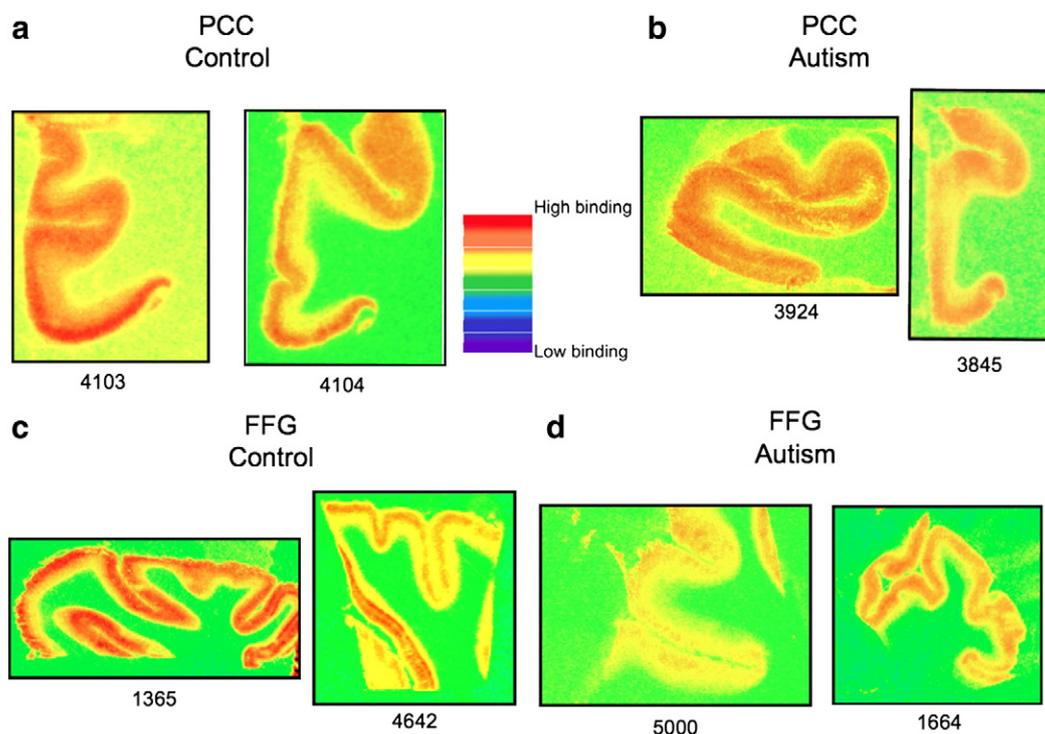 a
PCC
Control
4103
4104
High binding
Low binding
b
PCC
Autism
3924
3845
c
FFG
Control
1365
4642
d
FFG
Autism
5000
1664